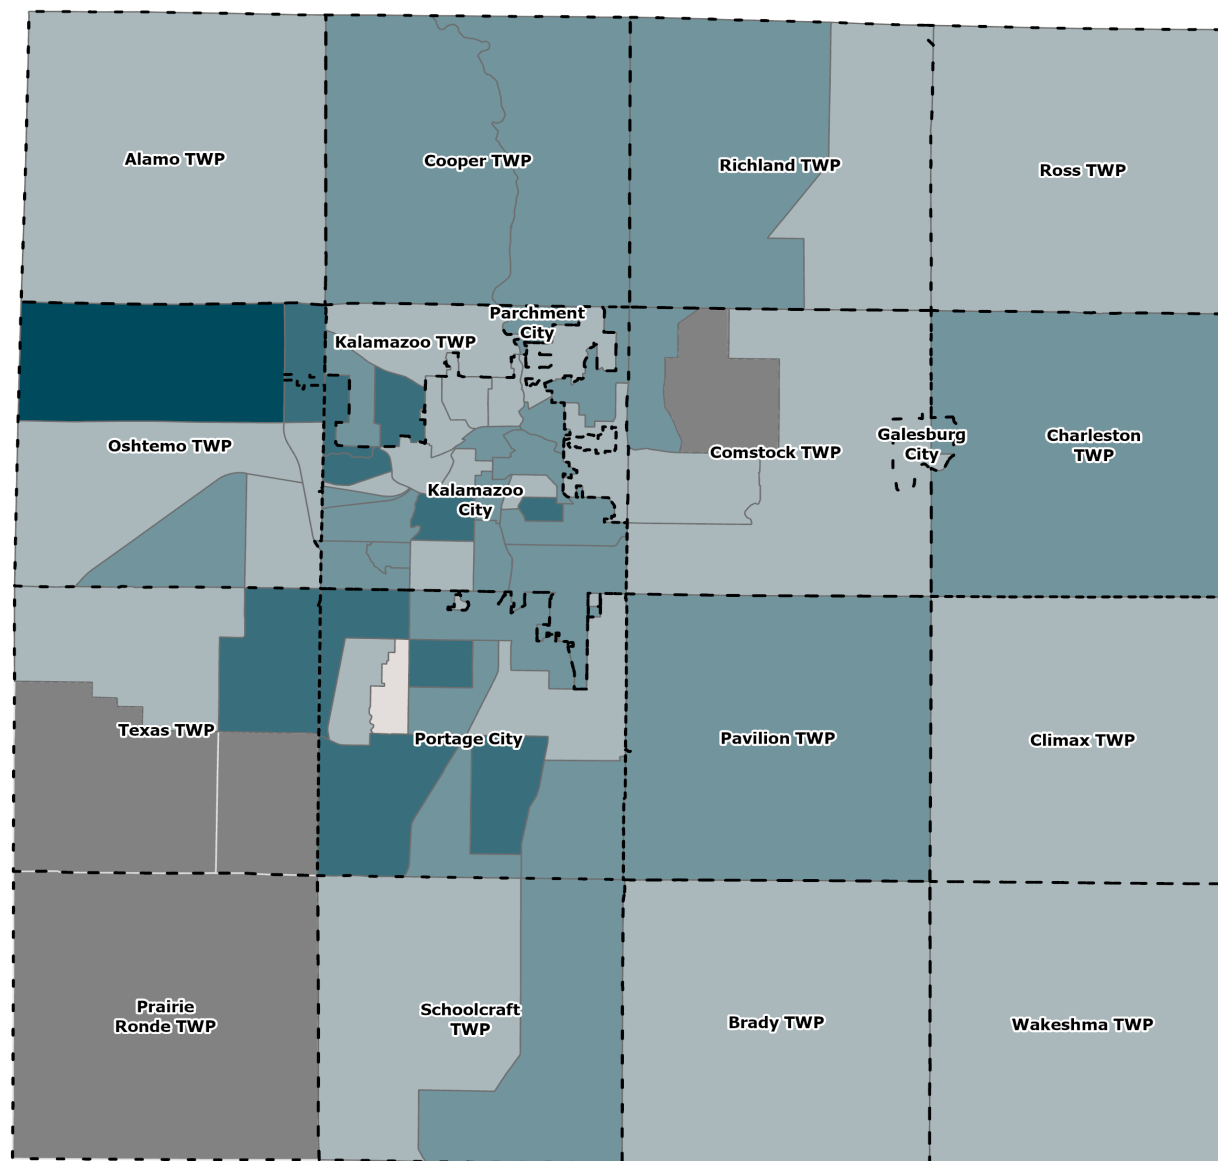 Alamo TWP
Cooper TWP
Richland TWP
Ross TWP
Parchment
City
Kalamazoo TWP
Oshtemo TWP
Comstock TWP
Galesburg
City
Charleston
TWP
Kalamazoo
City
Texas TWP
Portage City
Pavilion TWP
Climax TWP
Prairie
Ronde TWP
Schoolcraft
TWP
Brady TWP
Wakeshma TWP